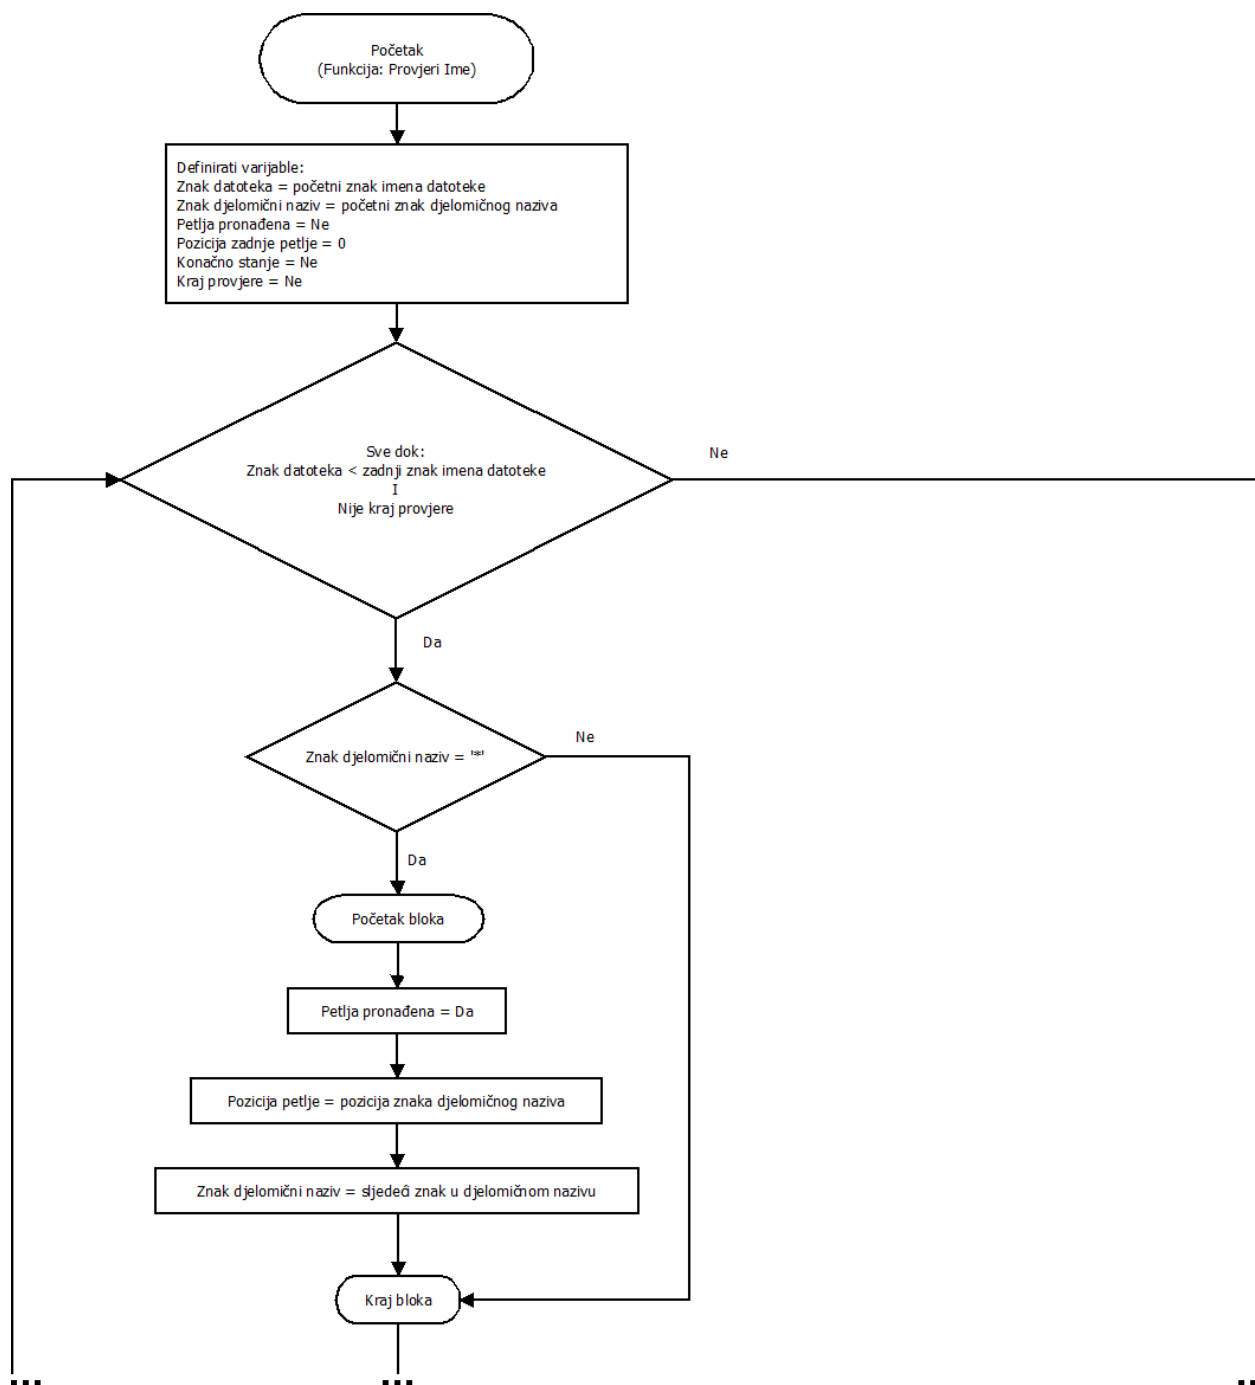 Početak
(Funkcija: Provjeri Ime)
Definirati varijable:
Znak datoteka = početni znak imena datoteke
Znak djelomični naziv = početni znak djelomičnog naziva
Petlja pronađena = Ne
Pozicija zadnje petlje = 0
Konačno stanje = Ne
Kraj provjere = Ne
Sve dok:
Znak datoteka < zadnji znak imena datoteke
I
Nije kraj provjere
Ne
Da
Znak djelomični naziv = '*'
Ne
Da
Početak bloka
Petlja pronađena = Da
Pozicija petlje = pozicija znaka djelomičnog naziva
Znak djelomični naziv = sljedeći znak u djelomičnom nazivu
Kraj bloka